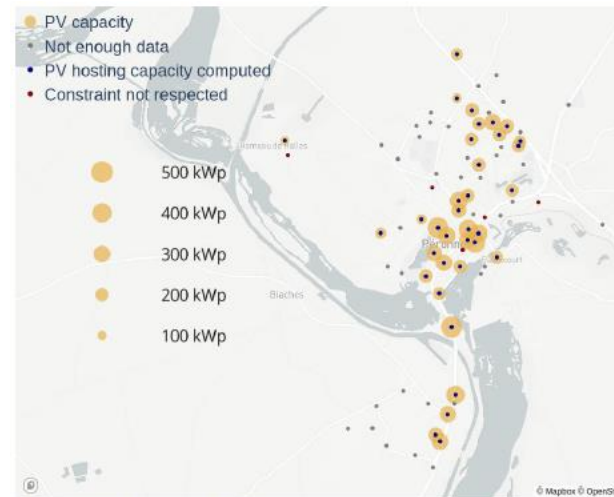 PV capacity
Not enough data
PV hosting capacity computed
Constraint not respected
500 kWp
400 kWp
300 kWp
200 kWp
100 kWp
Biaches
© Mapbox © OpenSt